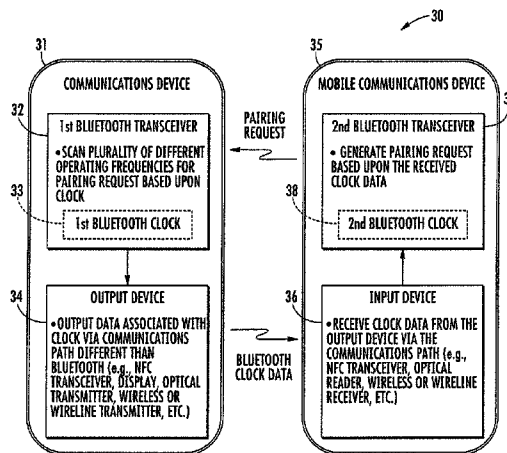 30
31
35
COMMUNICATIONS DEVICE
MOBILE COMMUNICATIONS DEVICE
32
1st BLUETOOTH TRANSCEIVER
•SCAN PLURALITY OF DIFFERENT
OPERATING FREQUENCIES FOR
PAIRING REQUEST BASED UPON
CLOCK
33
1st BLUETOOTH CLOCK
PAIRING
REQUEST
2nd BLUETOOTH TRANSCEIVER
• GENERATE PAIRING REQUEST
BASED UPON THE RECEIVED
CLOCK DATA
38
2nd BLUETOOTH CLOCK
34
OUTPUT DEVICE
•OUTPUT DATA ASSOCIATED WITH
CLOCK VIA COMMUNICATIONS
PATH DIFFERENT THAN
BLUETOOTH (e.g., NFC
TRANSCEIVER, DISPLAY, OPTICAL
TRANSMITTER, WIRELESS OR
WIRELINE TRANSMITTER, ETC.)
BLUETOOTH
CLOCK DATA
36
INPUT DEVICE
•RECEIVE CLOCK DATA FROM THE
OUTPUT DEVICE VIA THE
COMMUNICATIONS PATH (e.g.,
NFC TRANSCEIVER, OPTICAL
READER, WIRELESS OR WIRELINE
RECEIVER, ETC.)